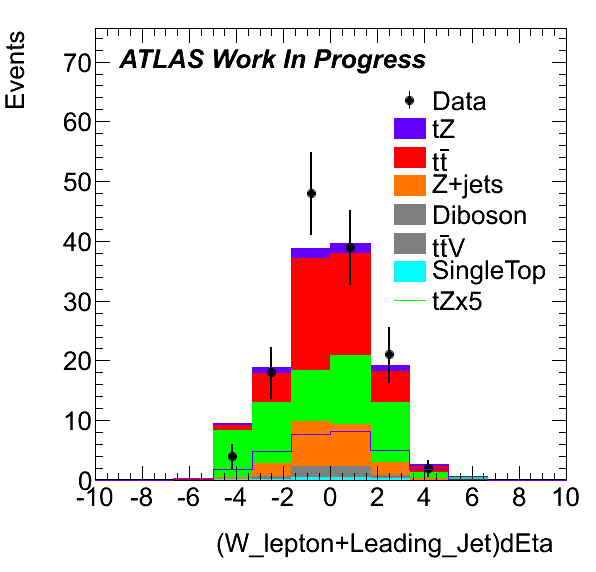 Events
ATLAS Work In Progress
Data
tZ
tt̄
Z+jets
Diboson
tt̄V
SingleTop
tZx5
70
60
50
40
30
20
10
0
-10 -8 -6 -4 -2 0 2 4 6 8 10
(W_lepton+Leading_Jet)dEta